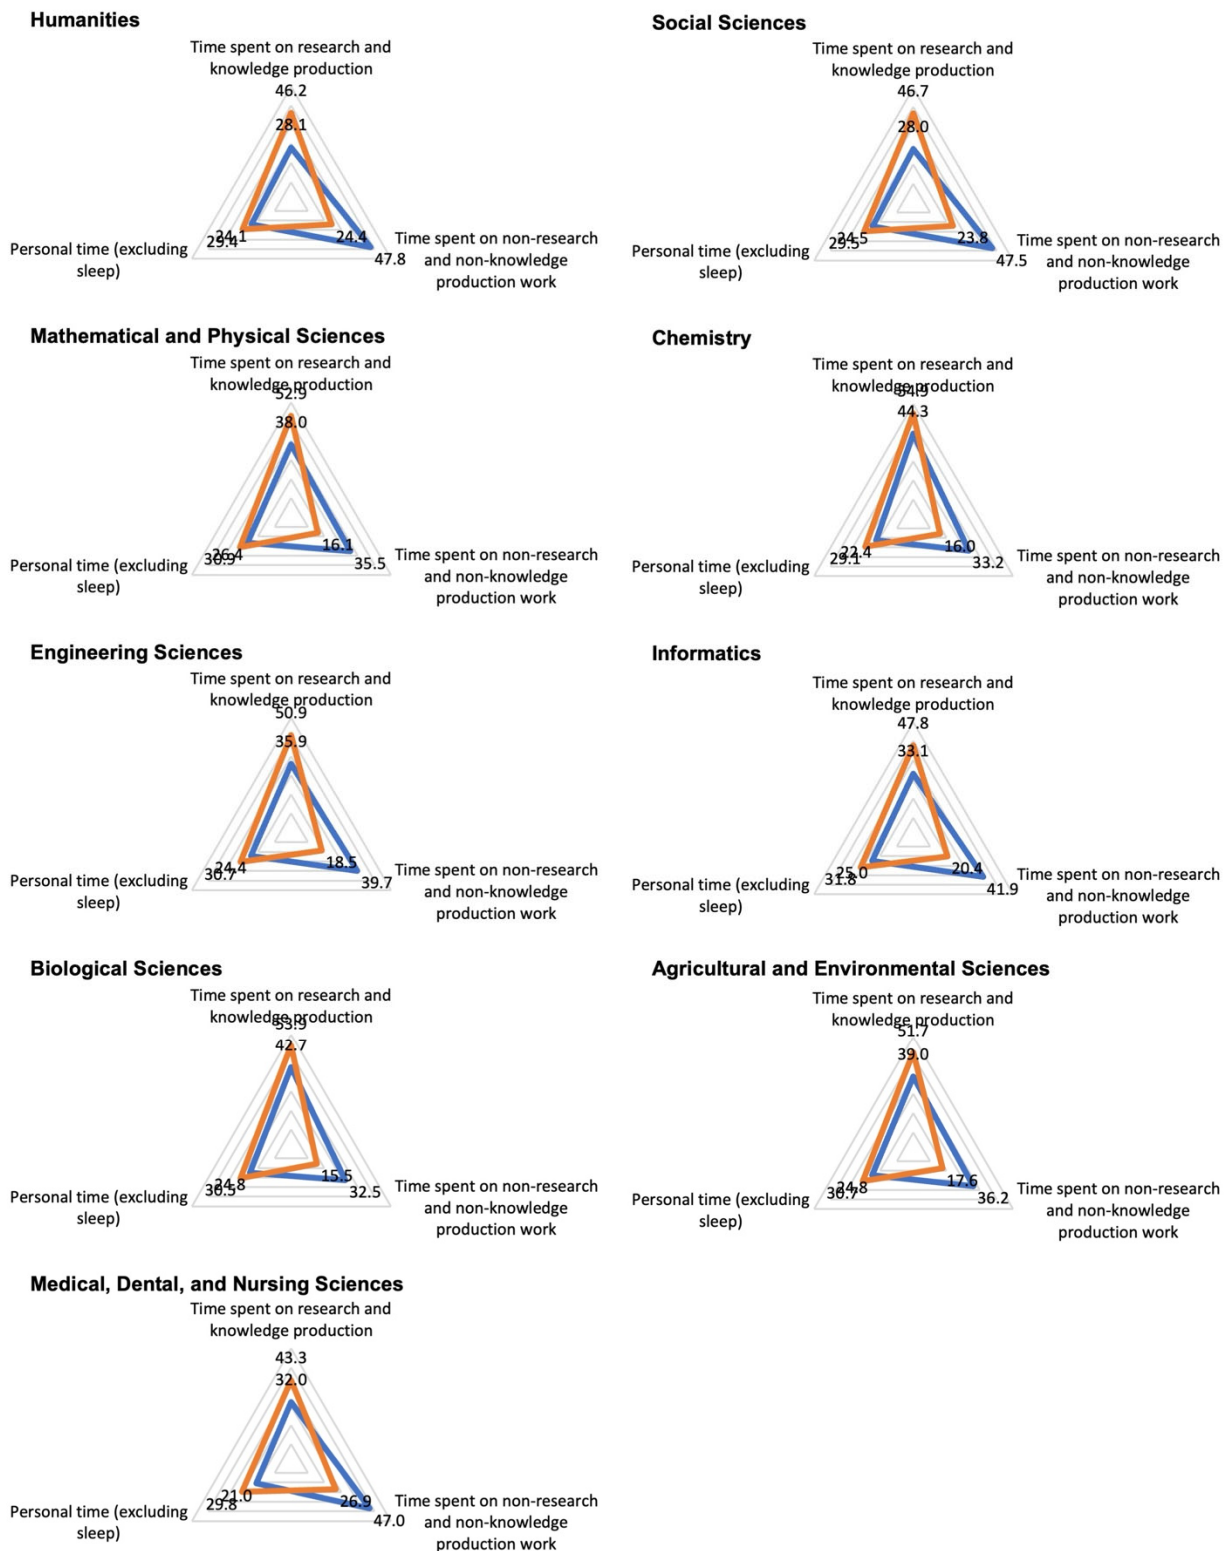 Humanities
Time spent on research and
knowledge production
46.2
28.1
24.1
29.4
24.4
47.8
Personal time (excluding
sleep)
Time spent on non-research
and non-knowledge
production work
Social Sciences
Time spent on research and
knowledge production
46.7
28.0
24.5
29.5
23.8
47.5
Personal time (excluding
sleep)
Time spent on non-research
and non-knowledge
production work
Mathematical and Physical Sciences
Time spent on research and
knowledge production
52.9
38.0
26.4
30.9
16.1
35.5
Personal time (excluding
sleep)
Time spent on non-research
and non-knowledge
production work
Chemistry
Time spent on research and
knowledge production
54.9
44.3
22.4
29.1
16.0
33.2
Personal time (excluding
sleep)
Time spent on non-research
and non-knowledge
production work
Engineering Sciences
Time spent on research and
knowledge production
50.9
35.9
24.4
30.7
18.5
39.7
Personal time (excluding
sleep)
Time spent on non-research
and non-knowledge
production work
Informatics
Time spent on research and
knowledge production
47.8
33.1
25.0
31.8
20.4
41.9
Personal time (excluding
sleep)
Time spent on non-research
and non-knowledge
production work
Biological Sciences
Time spent on research and
knowledge production
53.9
42.7
24.8
30.5
15.5
32.5
Personal time (excluding
sleep)
Time spent on non-research
and non-knowledge
production work
Agricultural and Environmental Sciences
Time spent on research and
knowledge production
51.7
39.0
24.8
30.7
17.6
36.2
Personal time (excluding
sleep)
Time spent on non-research
and non-knowledge
production work
Medical, Dental, and Nursing Sciences
Time spent on research and
knowledge production
43.3
32.0
21.0
29.8
26.9
47.0
Personal time (excluding
sleep)
Time spent on non-research
and non-knowledge
production work